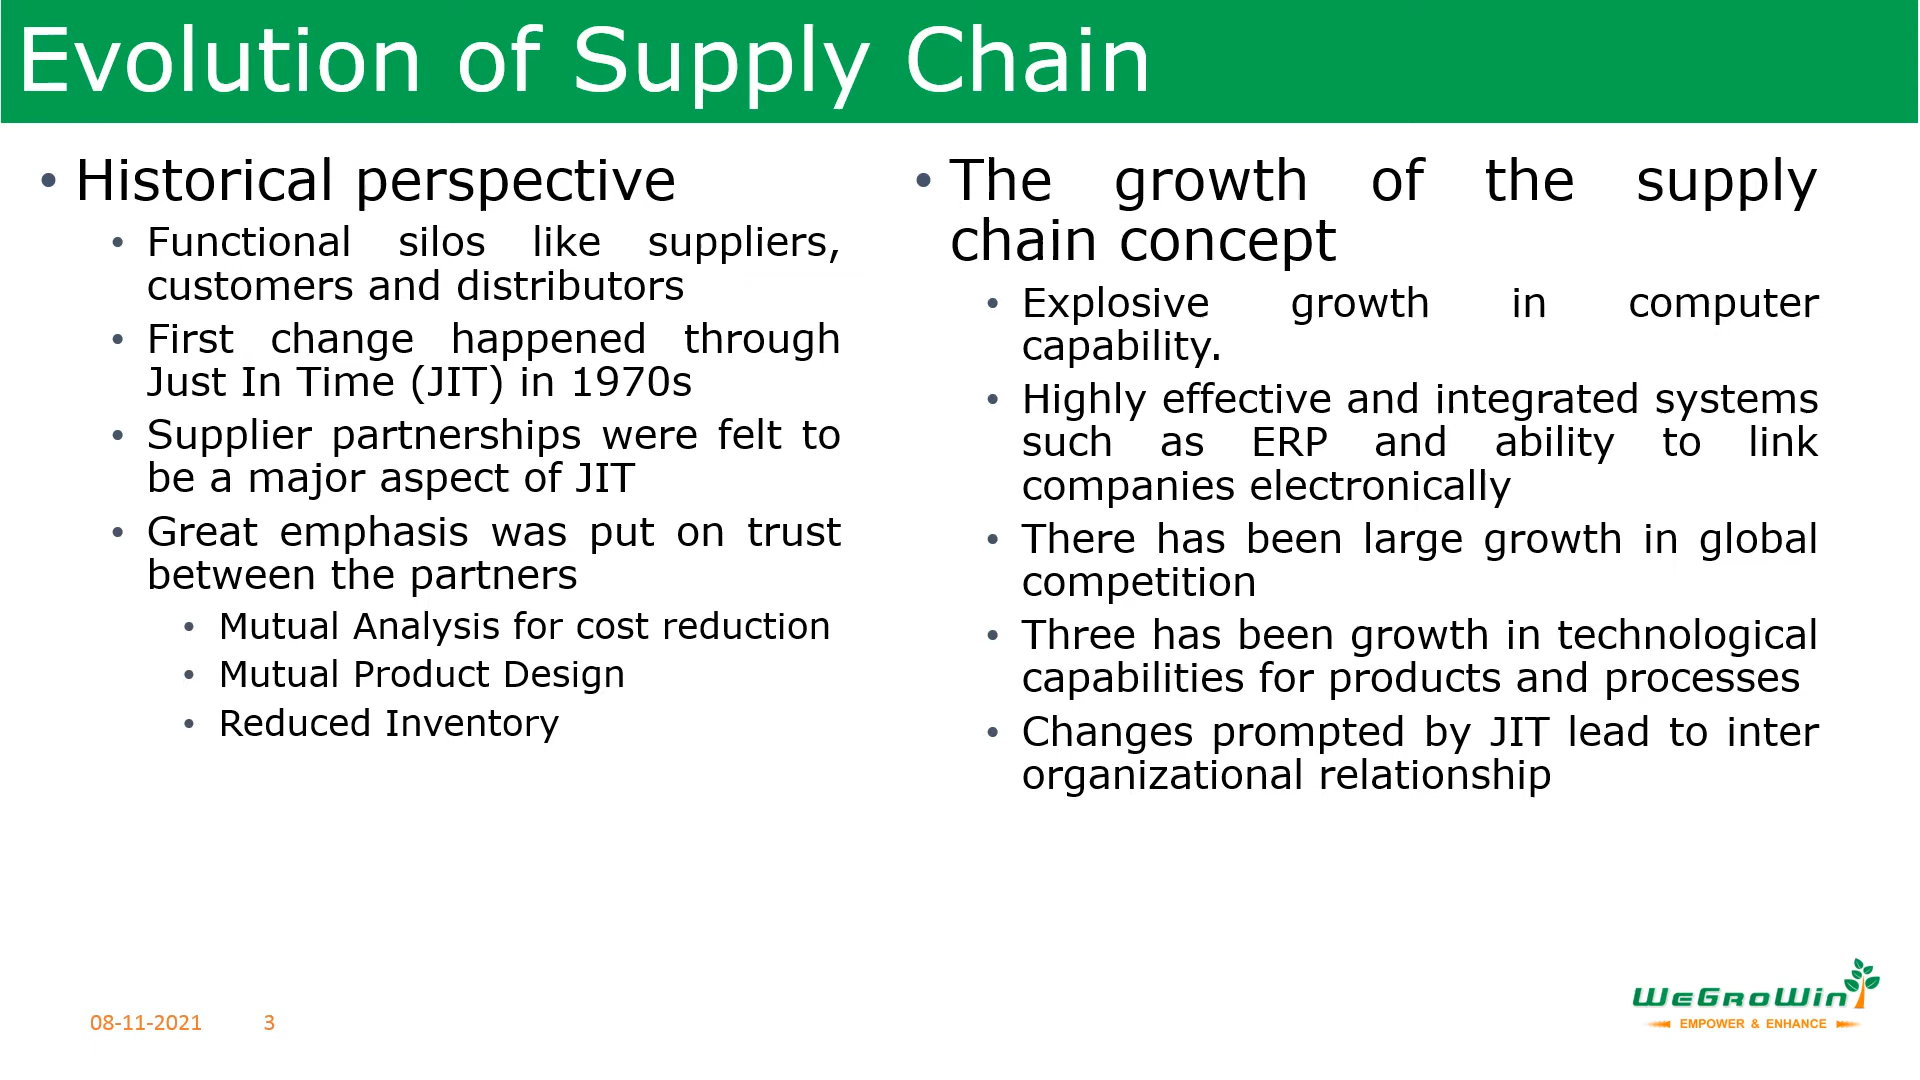 Evolution of Supply Chain
• Historical perspective
• Functional silos like suppliers,
customers and distributors
• First change happened through
Just In Time (JIT) in 1970s
• Supplier partnerships were felt to
be a major aspect of JIT
• Great emphasis was put on trust
between the partners
• Mutual Analysis for cost reduction
• Mutual Product Design
• Reduced Inventory
• The growth of the supply
chain concept
• Explosive growth in computer
capability.
• Highly effective and integrated systems
such as ERP and ability to link
companies electronically
• There has been large growth in global
competition
• Three has been growth in technological
capabilities for products and processes
• Changes prompted by JIT lead to inter
organizational relationship
08-11-2021 3
WeGroWin
EMPOWER & ENHANCE